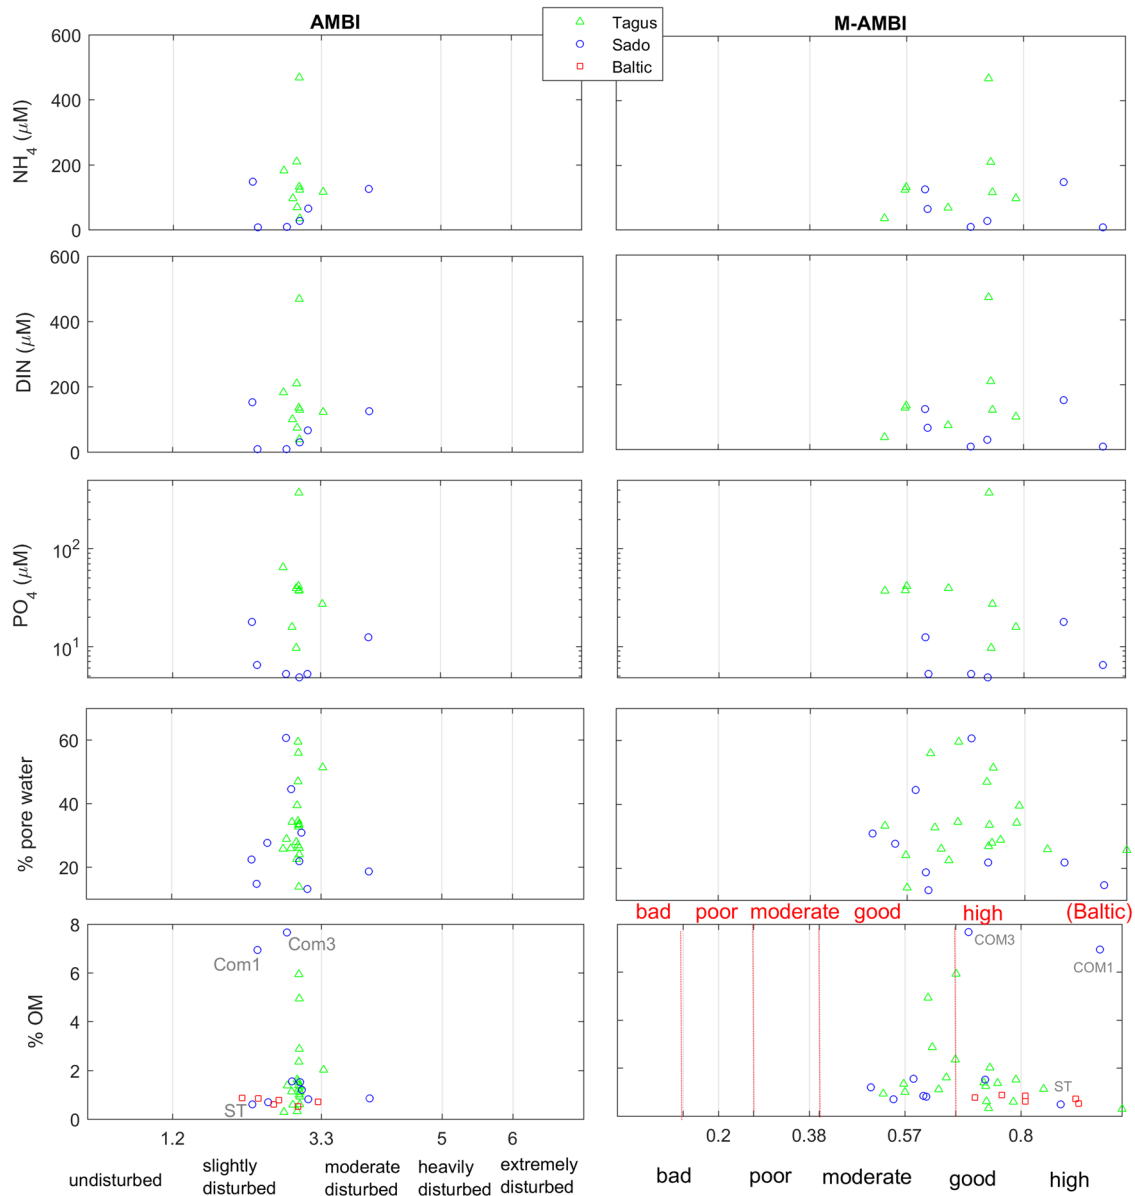 AMBI
M-AMBI
Tagus
Sado
Baltic
NH4 (μM)
600
400
200
0
DIN (μM)
600
400
200
0
PO4 (μM)
10^2
10^1
% pore water
60
40
20
bad poor moderate good high (Baltic)
% OM
8
6
4
2
0
Com3
Com1
ST
COM3
COM1
ST
1.2 3.3 5 6
0.2 0.38 0.57 0.8
undisturbed
slightly
disturbed
moderate
disturbed
heavily
disturbed
extremely
disturbed
bad poor moderate good high